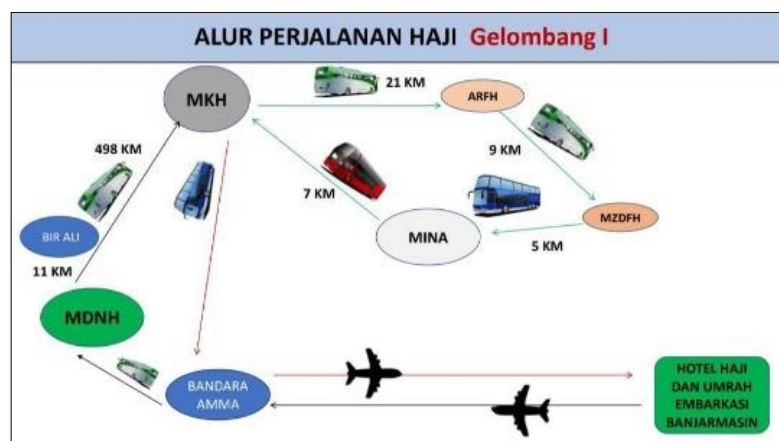 ALUR PERJALANAN HAJI Gelombang I
MKH
21 KM
ARFH
9 KM
MZDFH
5 KM
MINA
7 KM
498 KM
BIR ALI
11 KM
MDNH
BANDARA
AMMA
HOTEL HAJI
DAN UMRAH
EMBARKASI
BANJARMASIN